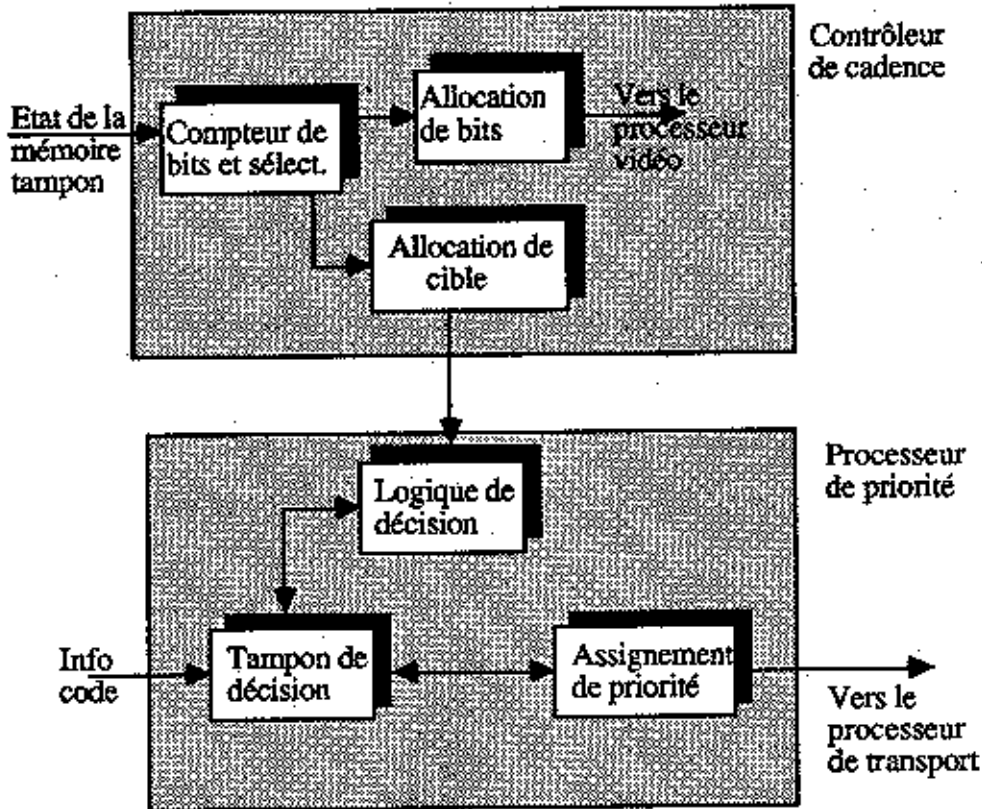 Contrôleur
de cadence
Etat de la
mémoire
tampon
Compteur de
bits et sélect.
Allocation
de bits
Vers le
processeur
vidéo
Allocation de
cible
Processeur
de priorité
Logique de
décision
Info
code
Tampon de
décision
Assignement
de priorité
Vers le
processeur
de transport